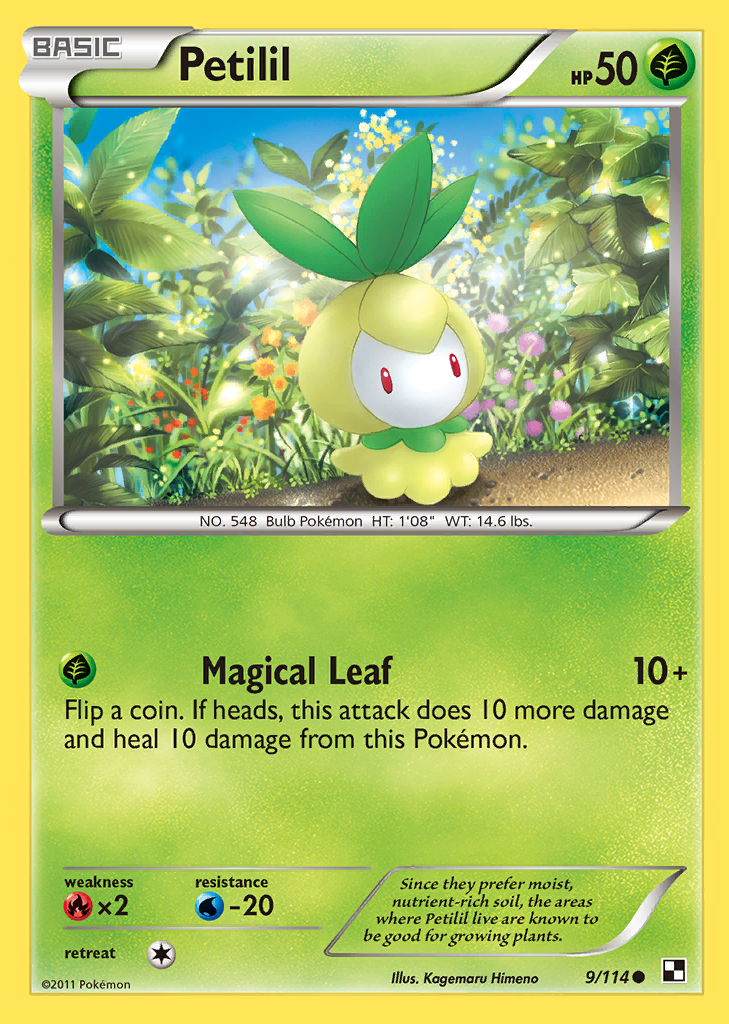 BASIC
Petilil
HP 50
NO. 548 Bulb Pokémon HT: 1'08" WT: 14.6 lbs.
Magical Leaf 10+
Flip a coin. If heads, this attack does 10 more damage
and heal 10 damage from this Pokémon.
weakness
×2
resistance
-20
retreat
Since they prefer moist,
nutrient-rich soil, the areas
where Petilil live are known to
be good for growing plants.
©2011 Pokémon
Illus. Kagemaru Himeno
9/114